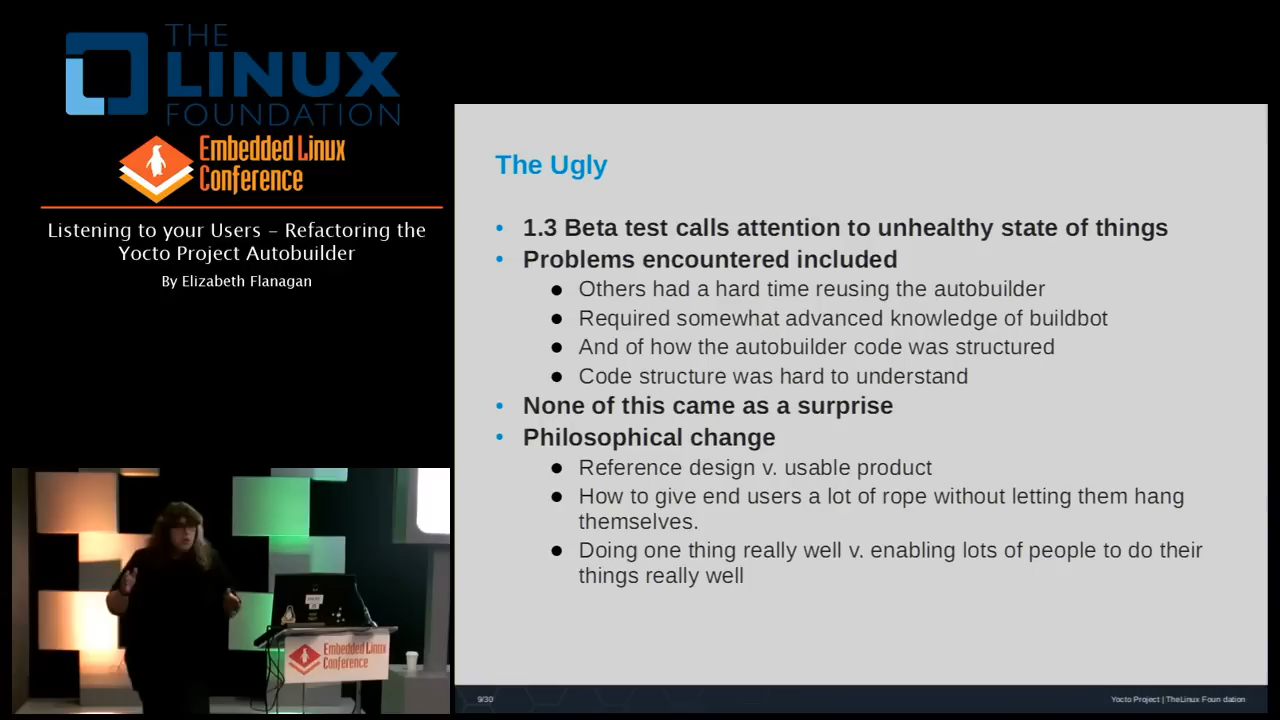 THE
LINUX
FOUNDATION
Embedded Linux
Conference
Listening to your Users – Refactoring the
Yocto Project Autobuilder
By Elizabeth Flanagan
The Ugly
• 1.3 Beta test calls attention to unhealthy state of things
• Problems encountered included
● Others had a hard time reusing the autobuilder
● Required somewhat advanced knowledge of buildbot
● And of how the autobuilder code was structured
● Code structure was hard to understand
• None of this came as a surprise
• Philosophical change
● Reference design v. usable product
● How to give end users a lot of rope without letting them hang
themselves.
● Doing one thing really well v. enabling lots of people to do their
things really well
Embedded Linux
Conference
9/30
Yocto Project | TheLinux Foun dation